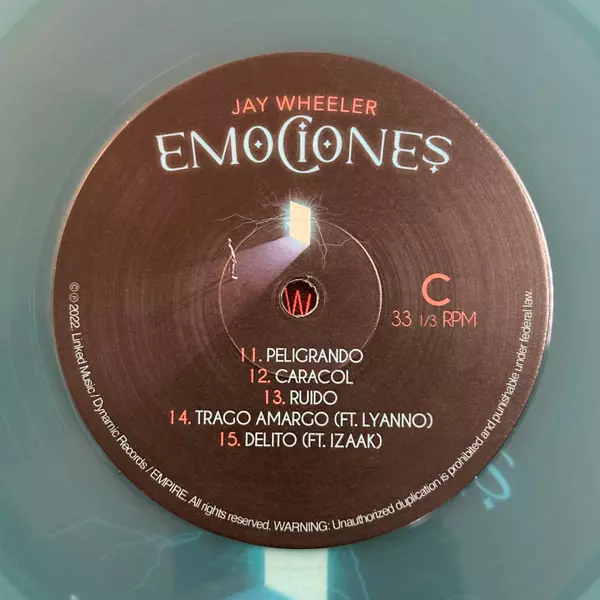 JAY WHEELER
EMOCIONES
C
33 1/3 RPM
11. PELIGRANDO
12. CARACOL
13. RUIDO
14. TRAGO AMARGO (FT. LYANNO)
15. DELITO (FT. IZAAK)
©℗2022. Linked Music / Dynamic Records / EMPIRE. All rights reserved. WARNING: Unauthorized duplication is prohibited and punishable under federal law.